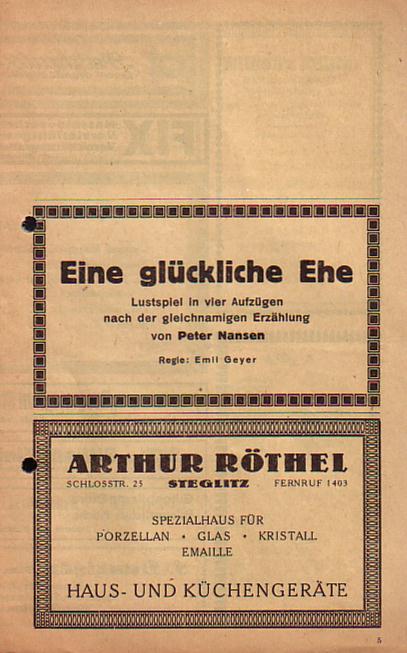 Eine glückliche Ehe
Lustspiel in vier Aufzügen
nach der gleichnamigen Erzählung
von Peter Nansen
Regie: Emil Geyer
ARTHUR RÖTHEL
SCHLOSSTR. 25 STEGLITZ FERNRUF 1403
SPEZIALHAUS FÜR
PORZELLAN • GLAS • KRISTALL
EMAILLE
HAUS- UND KÜCHENGERÄTE
5